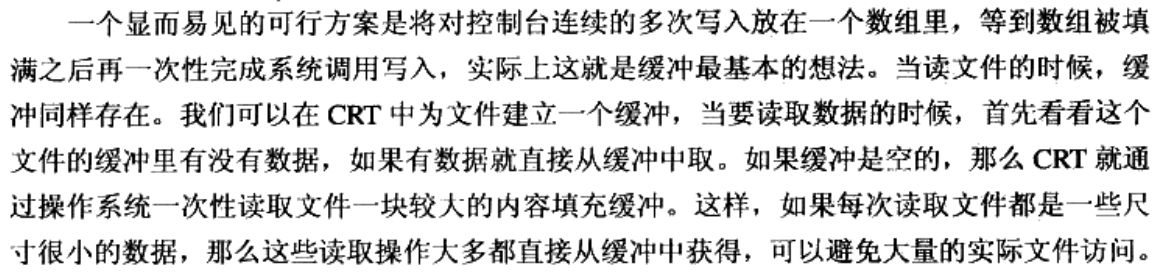 一个显而易见的可行方案是将对控制台连续的多次写入放在一个数组里，等到数组被填
满之后再一次性完成系统调用写入，实际上这就是缓冲最基本的想法。当读文件的时候，缓
冲同样存在。我们可以在 CRT 中为文件建立一个缓冲，当要读取数据的时候，首先看看这个
文件的缓冲里有没有数据，如果有数据就直接从缓冲中取。如果缓冲是空的，那么 CRT 就通
过操作系统一次性读取文件一块较大的内容填充缓冲。这样，如果每次读取文件都是一些尺
寸很小的数据，那么这些读取操作大多都直接从缓冲中获得，可以避免大量的实际文件访问。